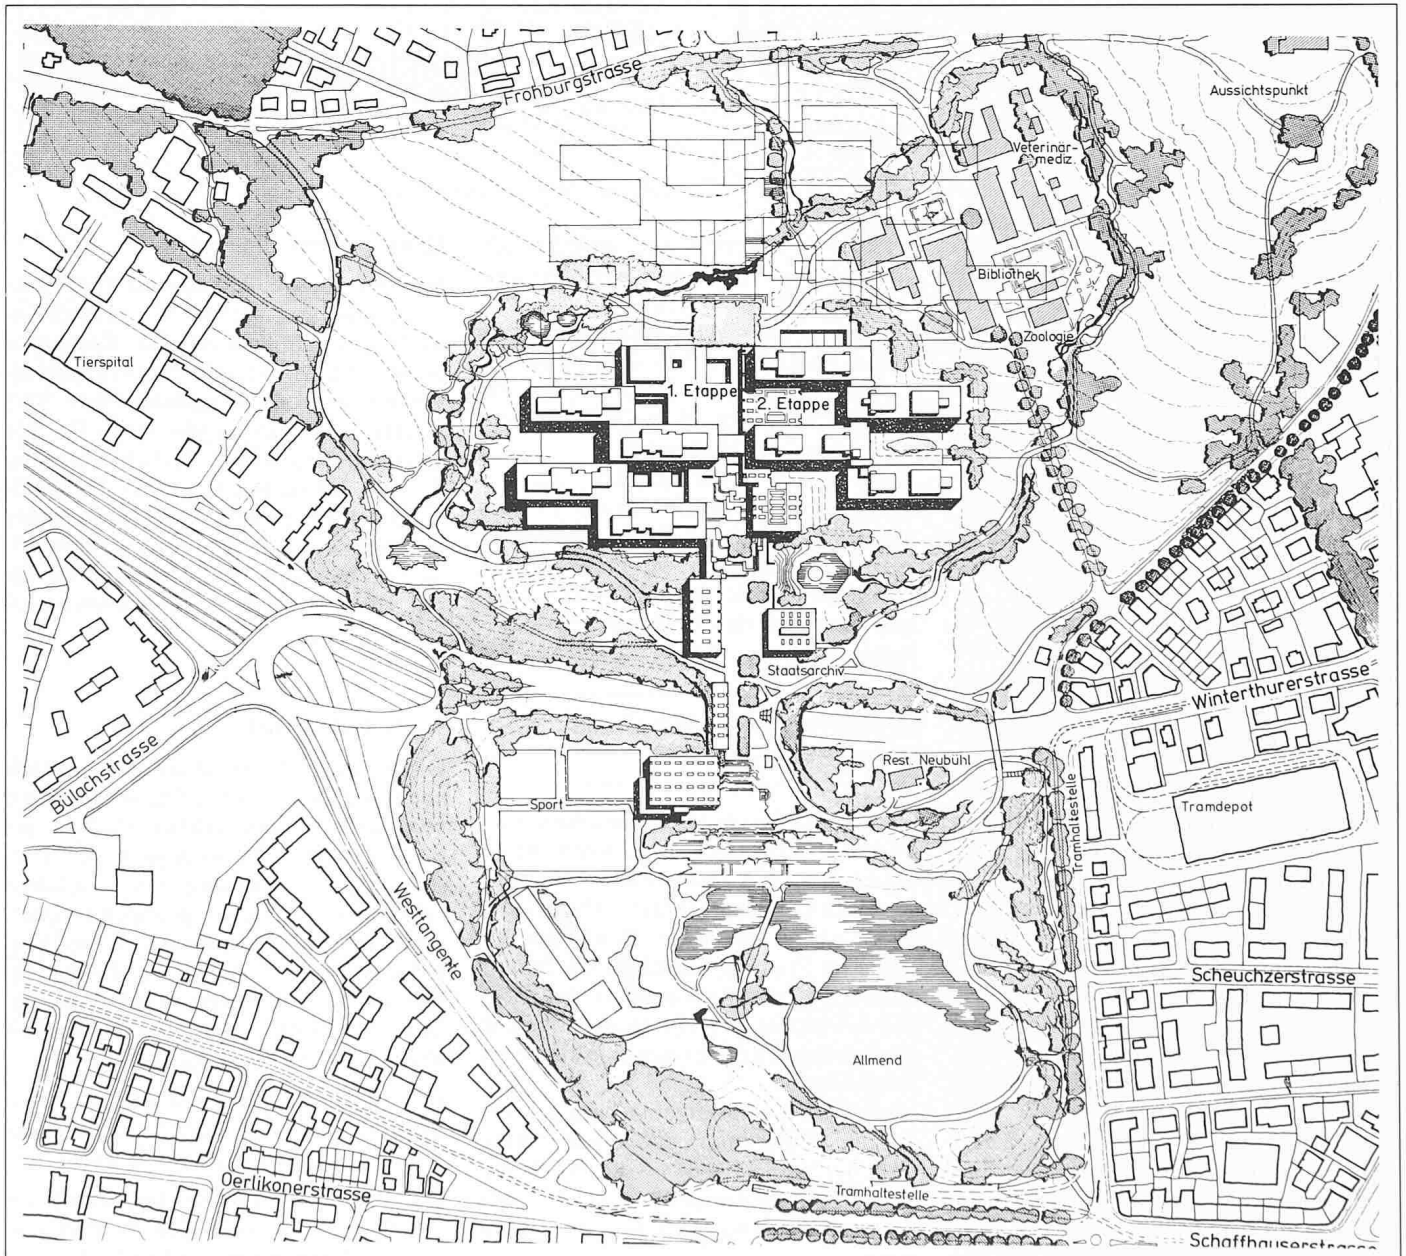 Frohburgstrasse
Aussichtspunkt
Veterinär-
mediz.
Bibliothek
Zoologie
Tierspital
1. Etappe
2. Etappe
Staatsarchiv
Winterthurerstrasse
Bülachstrasse
Rest. Neubühl
Sport
Tramhaltestelle
Tramdepot
Westtangente
Scheuchzerstrasse
Allmend
Oerlikonerstrasse
Tramhaltestelle
Schaffhauserstrasse